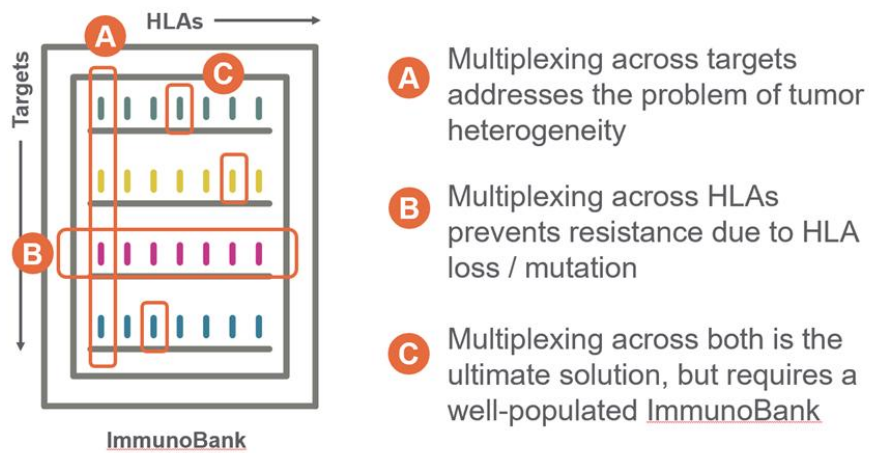 HLAs
A
C
Targets
B
ImmunoBank
A
Multiplexing across targets
addresses the problem of tumor
heterogeneity
B
Multiplexing across HLAs
prevents resistance due to HLA
loss / mutation
C
Multiplexing across both is the
ultimate solution, but requires a
well-populated ImmunoBank